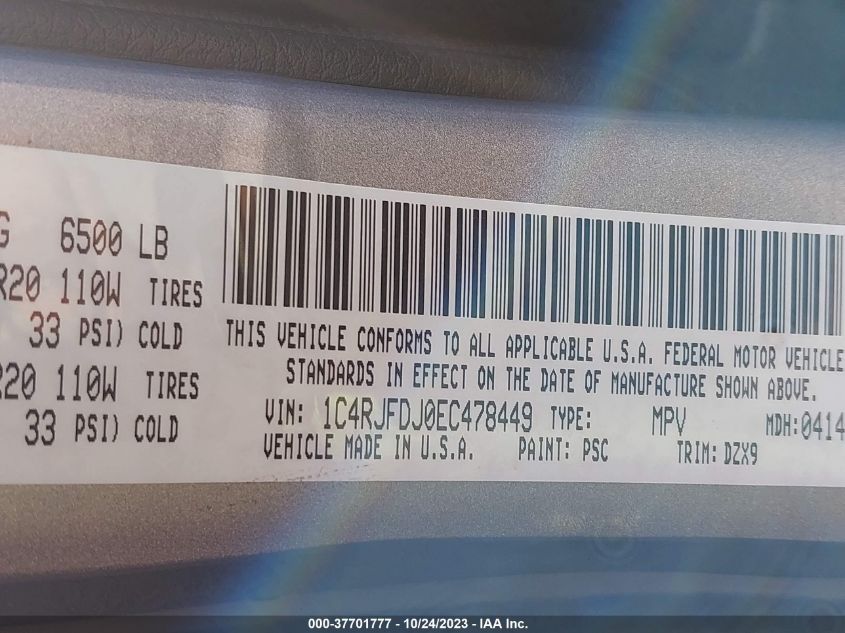 G 6500 LB
R20 110W TIRES
33 PSI) COLD
R20 110W TIRES
33 PSI) COLD
THIS VEHICLE CONFORMS TO ALL APPLICABLE U.S.A. FEDERAL MOTOR VEHICLE
STANDARDS IN EFFECT ON THE DATE OF MANUFACTURE SHOWN ABOVE.
VIN: 1C4RJFDJ0EC478449 TYPE: MPV MDH:0414
VEHICLE MADE IN U.S.A. PAINT: PSC TRIM: DZX9
000-37701777 - 10/24/2023 - IAA Inc.